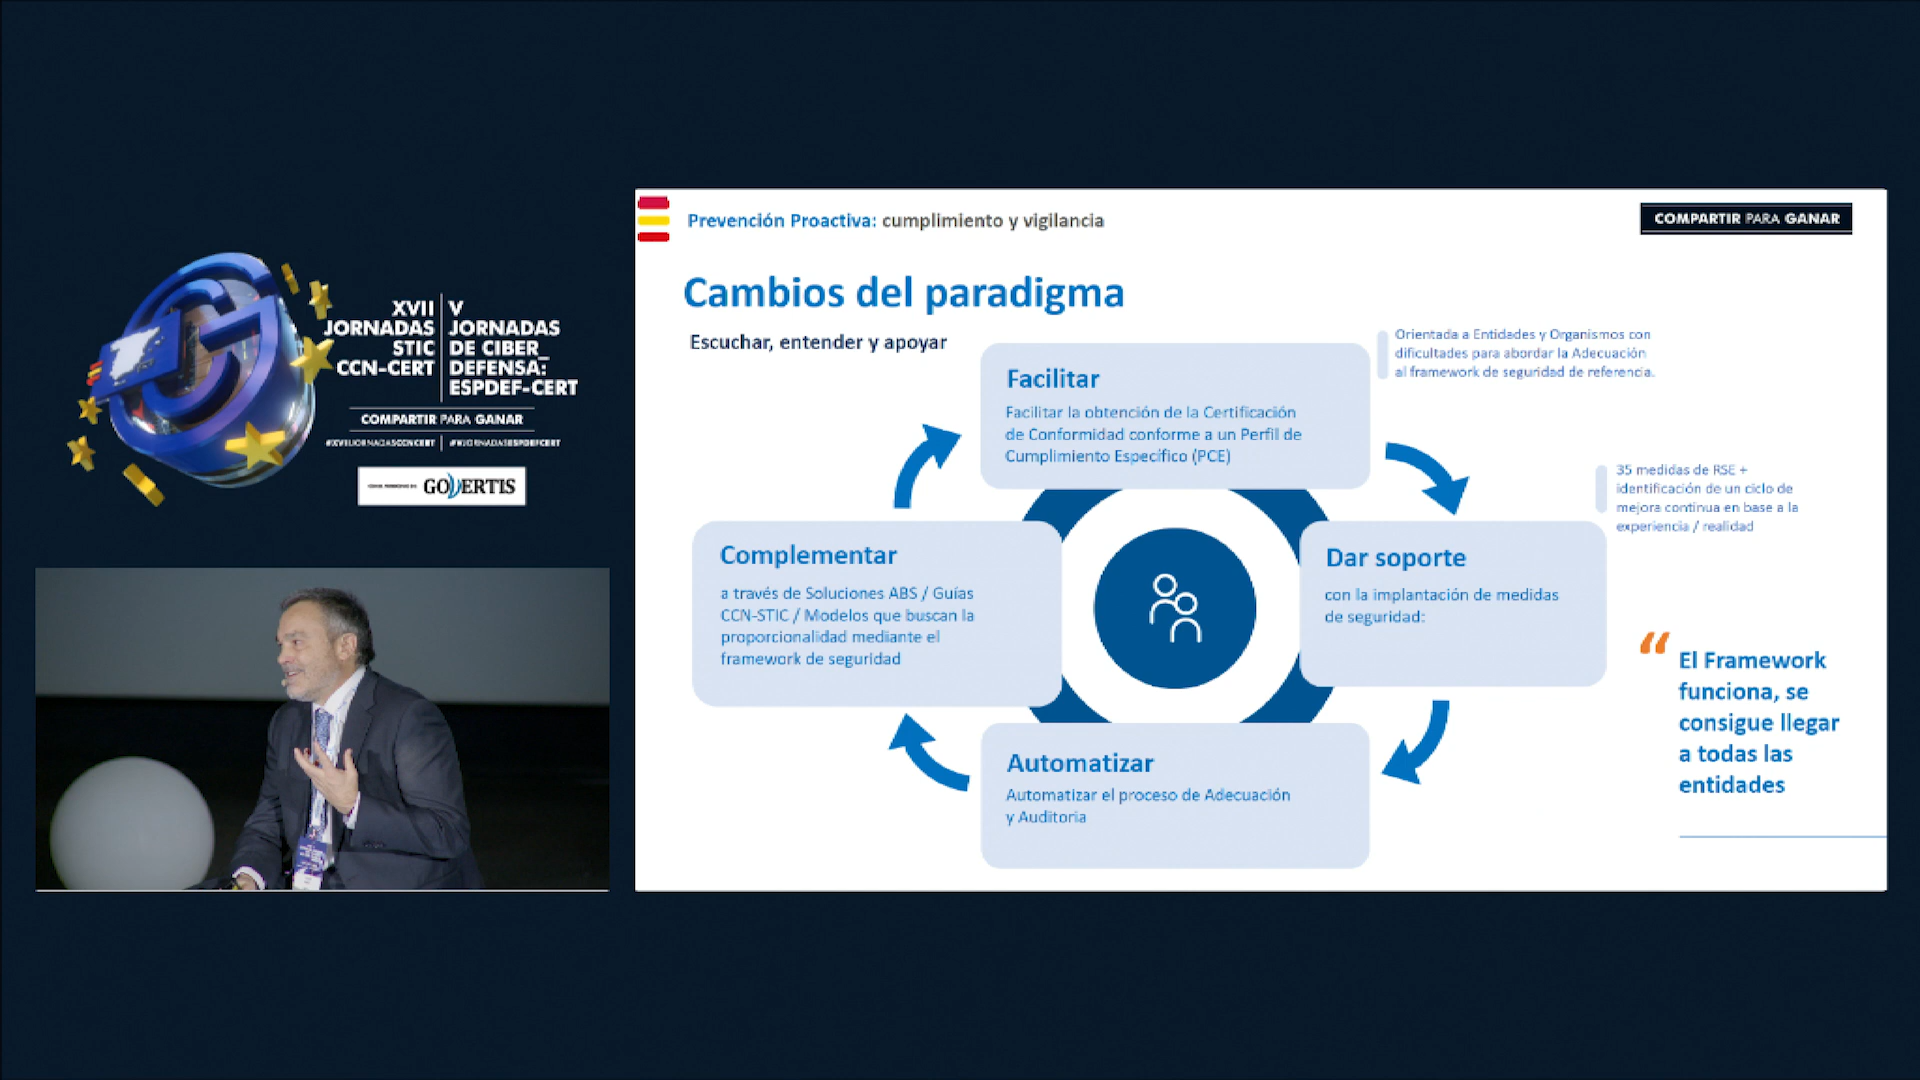 XVII
JORNADAS
STIC
CCN-CERT
V
JORNADAS
DE CIBER_
DEFENSA:
ESPDEF-CERT
COMPARTIR PARA GANAR
#XVIIJORNADASCCNCERT
#VJORNADASESPDEFCERT
GOVERTIS
Prevención Proactiva: cumplimiento y vigilancia
COMPARTIR PARA GANAR
Cambios del paradigma
Escuchar, entender y apoyar
Facilitar
Facilitar la obtención de la Certificación
de Conformidad conforme a un Perfil de
Cumplimiento Específico (PCE)
Orientada a Entidades y Organismos con
dificultades para abordar la Adecuación
al framework de seguridad de referencia.
35 medidas de RSE +
identificación de un ciclo de
mejora continua en base a la
experiencia / realidad
Complementar
a través de Soluciones ABS / Guías
CCN-STIC / Modelos que buscan la
proporcionalidad mediante el
framework de seguridad
Dar soporte
con la implantación de medidas
de seguridad:
Automatizar
Automatizar el proceso de Adecuación
y Auditoria
“
El Framework
funciona, se
consigue llegar
a todas las
entidades